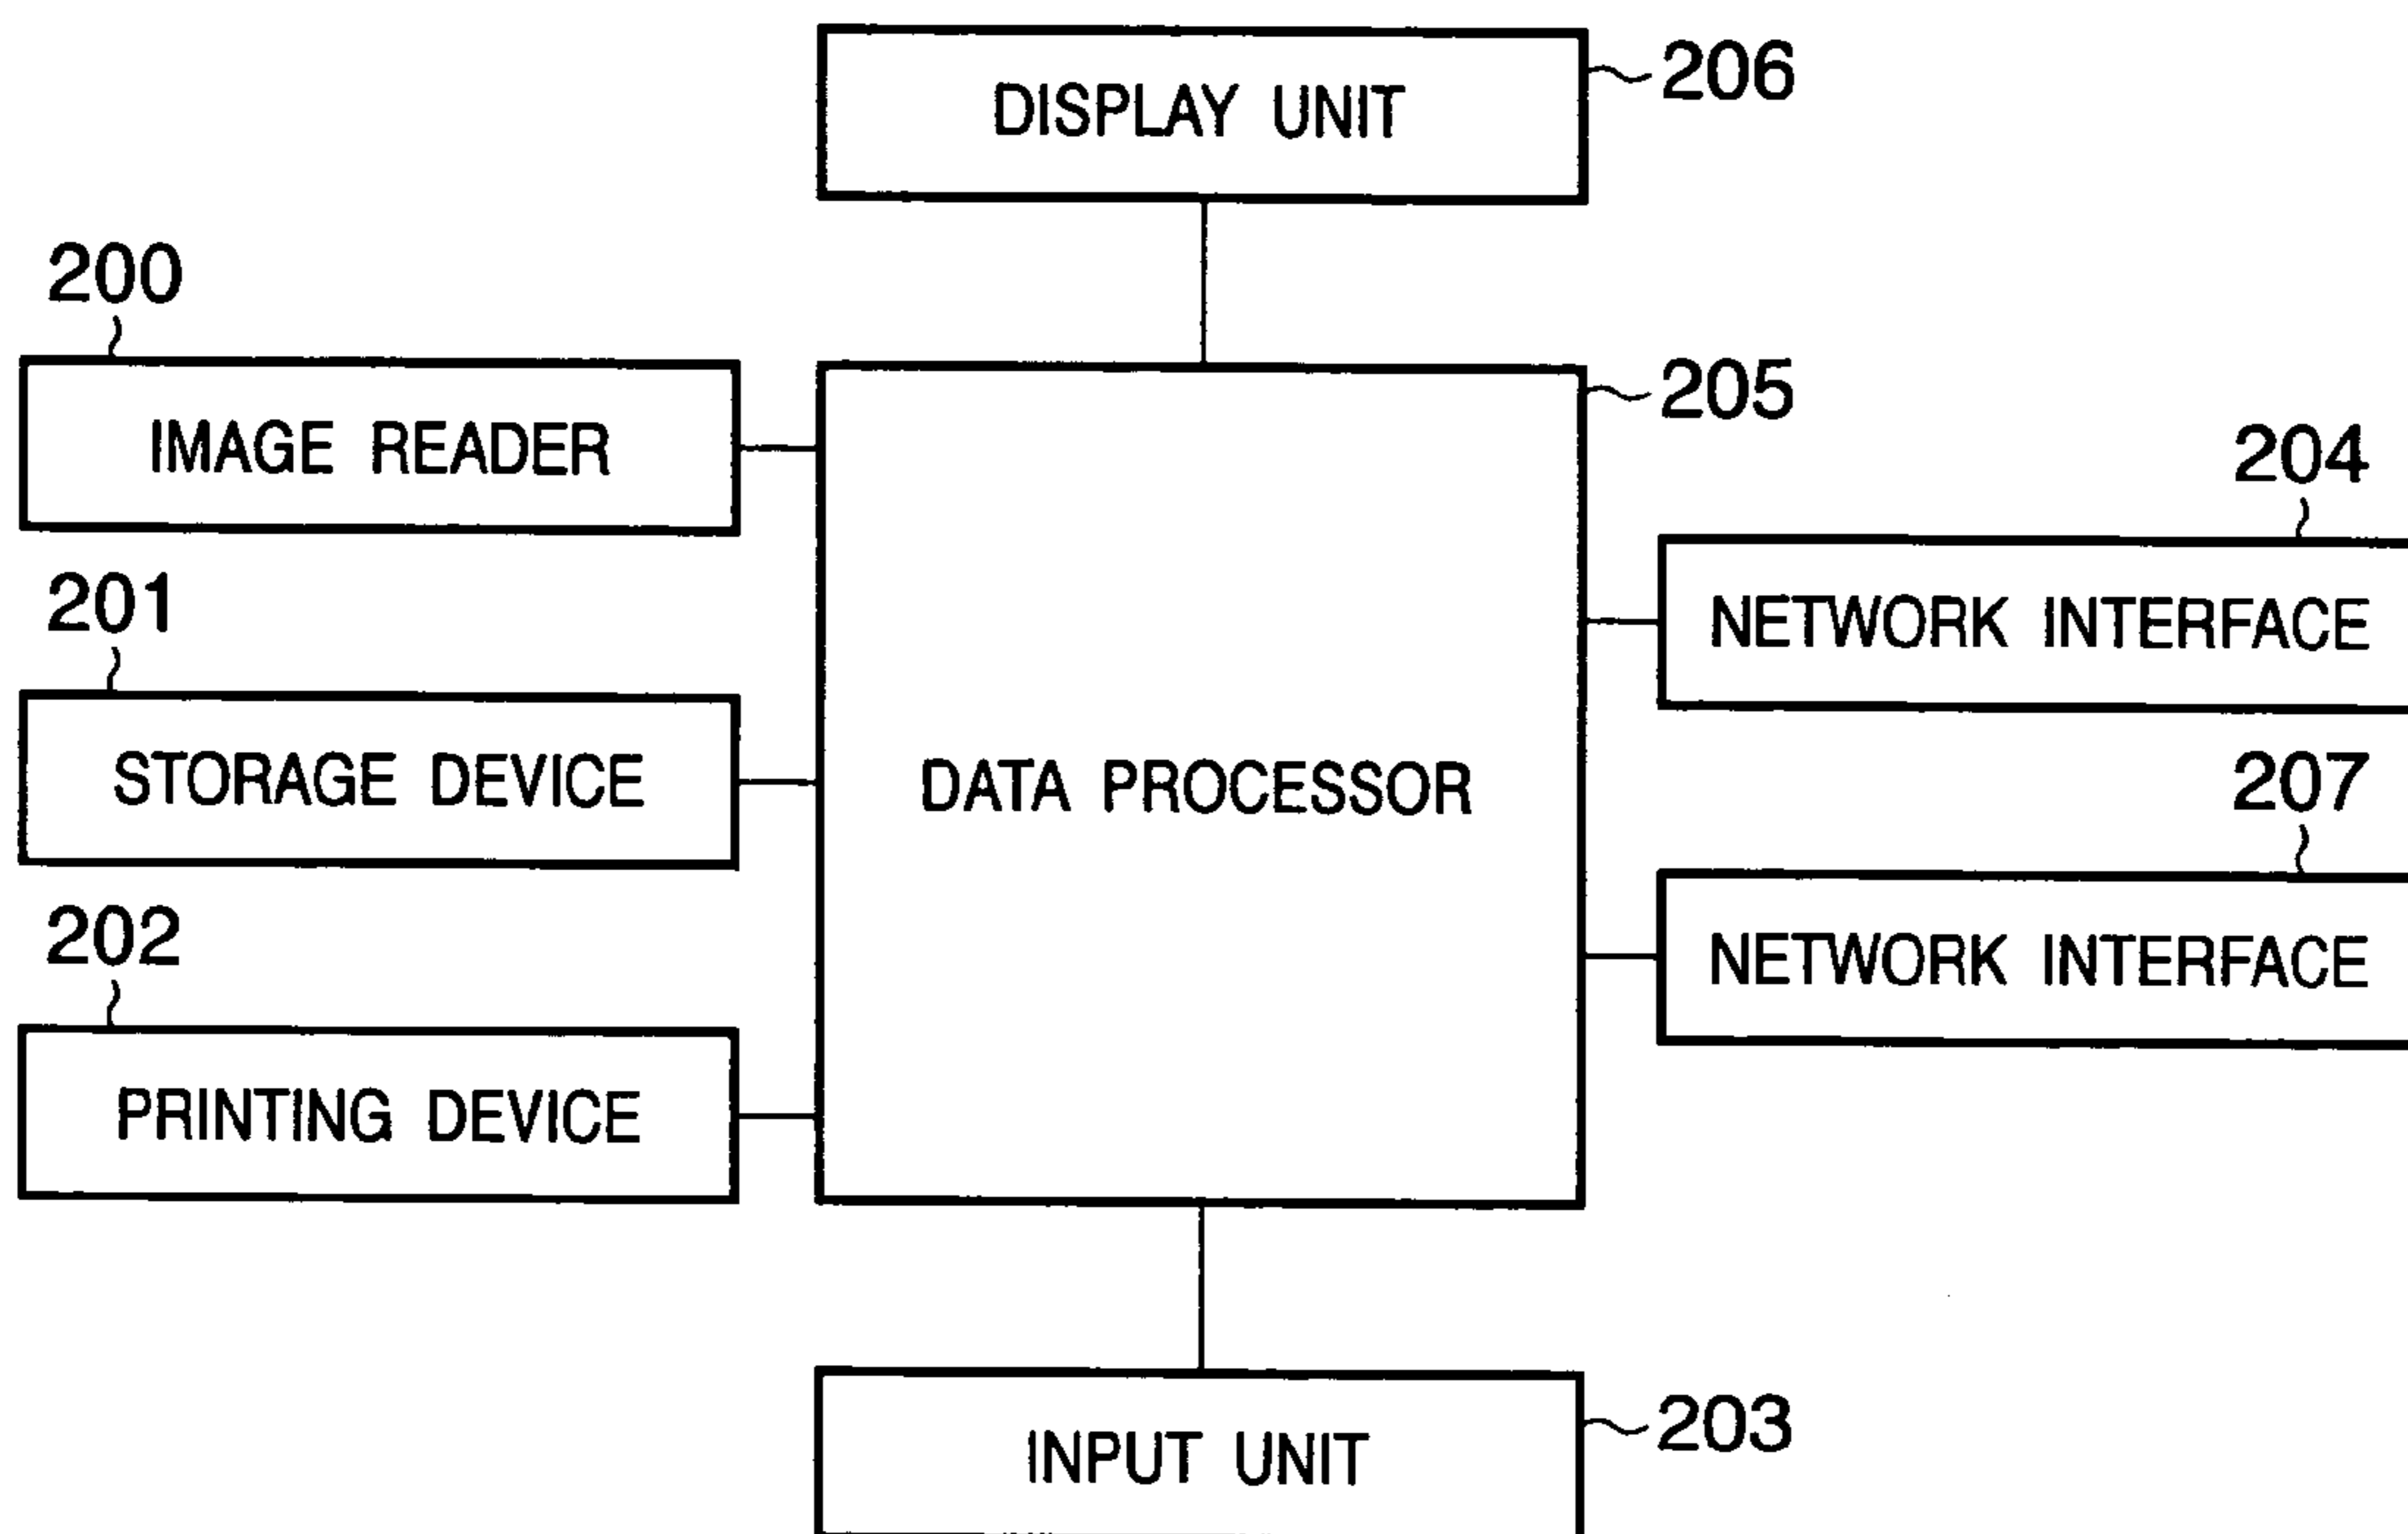 206
DISPLAY UNIT
200
IMAGE READER
205
204
NETWORK INTERFACE
201
STORAGE DEVICE
DATA PROCESSOR
207
NETWORK INTERFACE
202
PRINTING DEVICE
203
INPUT UNIT